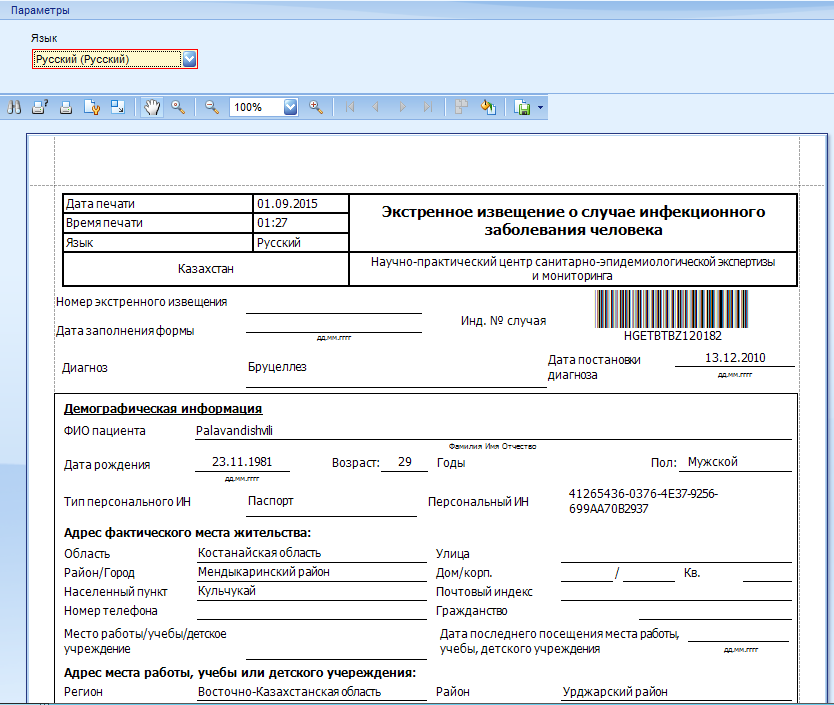 Параметры
Язык
Русский (Русский)
100%
Дата печати 01.09.2015
Время печати 01:27
Язык Русский
Экстренное извещение о случае инфекционного
заболевания человека
Казахстан
Научно-практический центр санитарно-эпидемиологической экспертизы
и мониторинга
Номер экстренного извещения
Дата заполнения формы
дд.мм.гггг
Инд. № случая
HGETBTBZ120182
Диагноз Бруцеллез
Дата постановки 13.12.2010
диагноза дд.мм.гггг
Демографическая информация
ФИО пациента Palavandishvili
Фамилия Имя Отчество
Дата рождения 23.11.1981 Возраст: 29 Годы Пол: Мужской
дд.мм.гггг
Тип персонального ИН Паспорт Персональный ИН 41265436-0376-4E37-9256-
699AA70B2937
Адрес фактического места жительства:
Область Костанайская область Улица
Район/Город Мендыкаринский район Дом/корп. / Кв.
Населенный пункт Кульчукай Почтовый индекс
Номер телефона Гражданство
Место работы/учебы/детское Дата последнего посещения места работы,
учреждение учебы, детского учреждения дд.мм.гггг
Адрес места работы, учебы или детского учереждения:
Регион Восточно-Казахстанская область Район Урджарский район